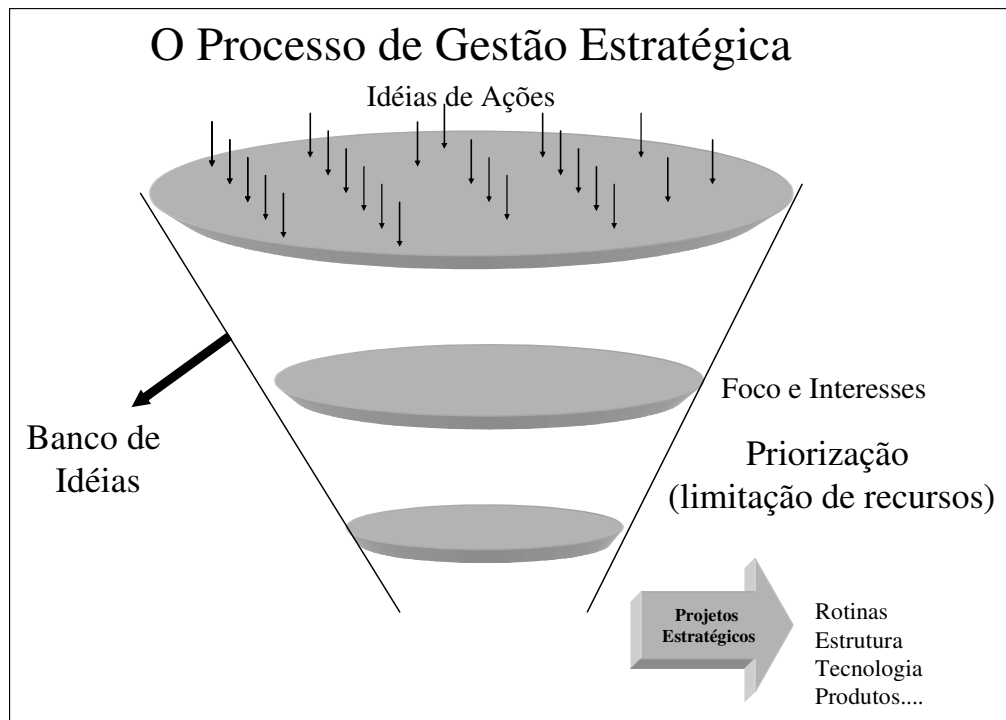 O Processo de Gestão Estratégica
Idéias de Ações
Foco e Interesses
Banco de
Idéias
Priorização
(limitação de recursos)
Projetos
Estratégicos
Rotinas
Estrutura
Tecnologia
Produtos....